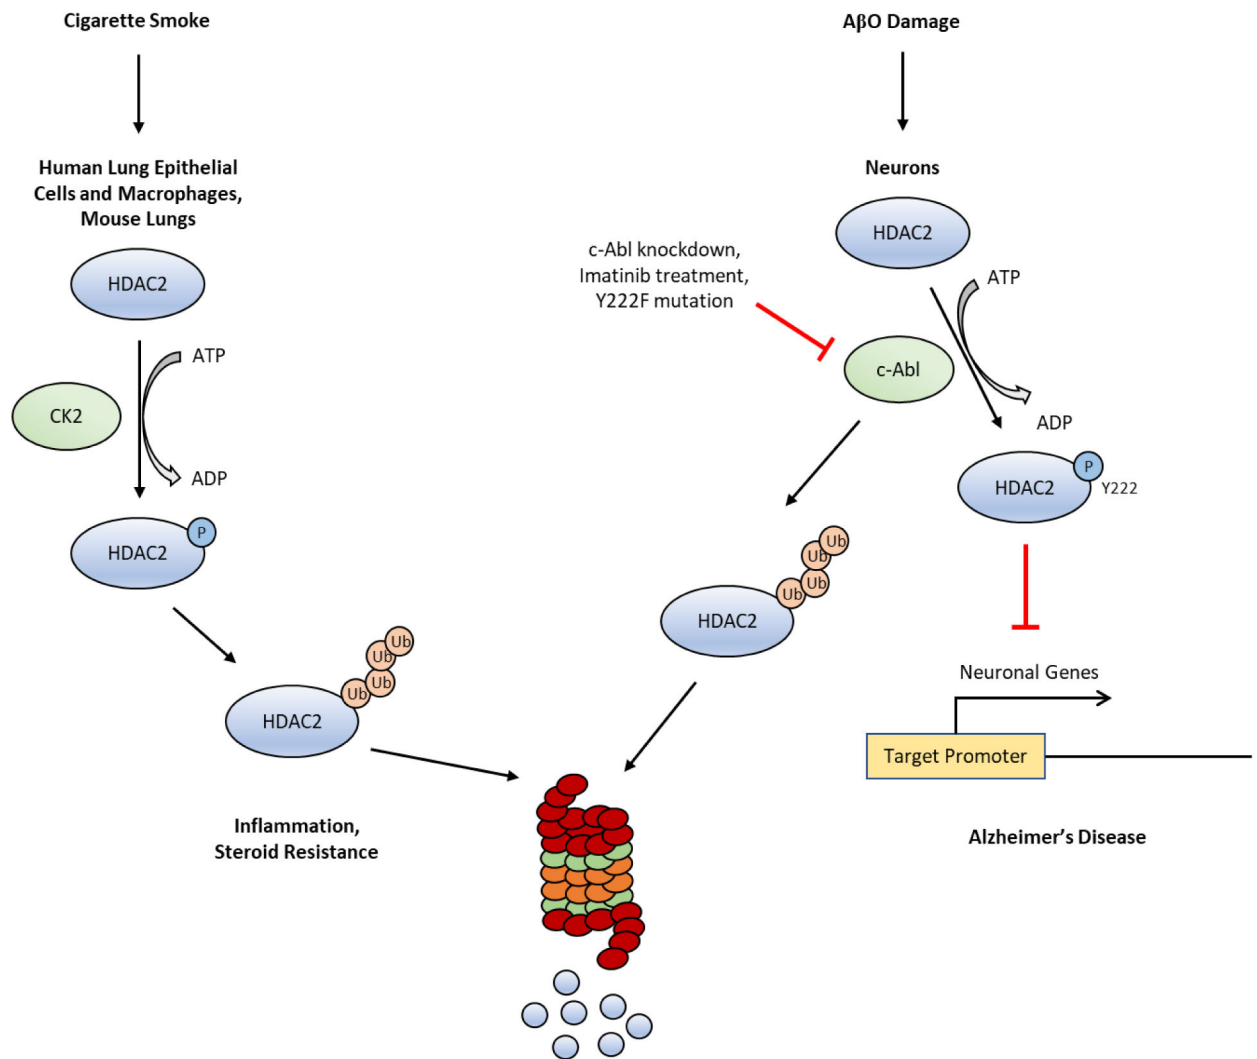 Cigarette Smoke
Human Lung Epithelial
Cells and Macrophages,
Mouse Lungs
HDAC2
ATP
CK2
ADP
HDAC2
P
Ub
Ub
Ub
Ub
HDAC2
Inflammation,
Steroid Resistance
AβO Damage
Neurons
HDAC2
c-Abl knockdown,
Imatinib treatment,
Y222F mutation
ATP
c-Abl
ADP
P
HDAC2
Y222
Ub
Ub
Ub
Ub
HDAC2
Neuronal Genes
Target Promoter
Alzheimer’s Disease